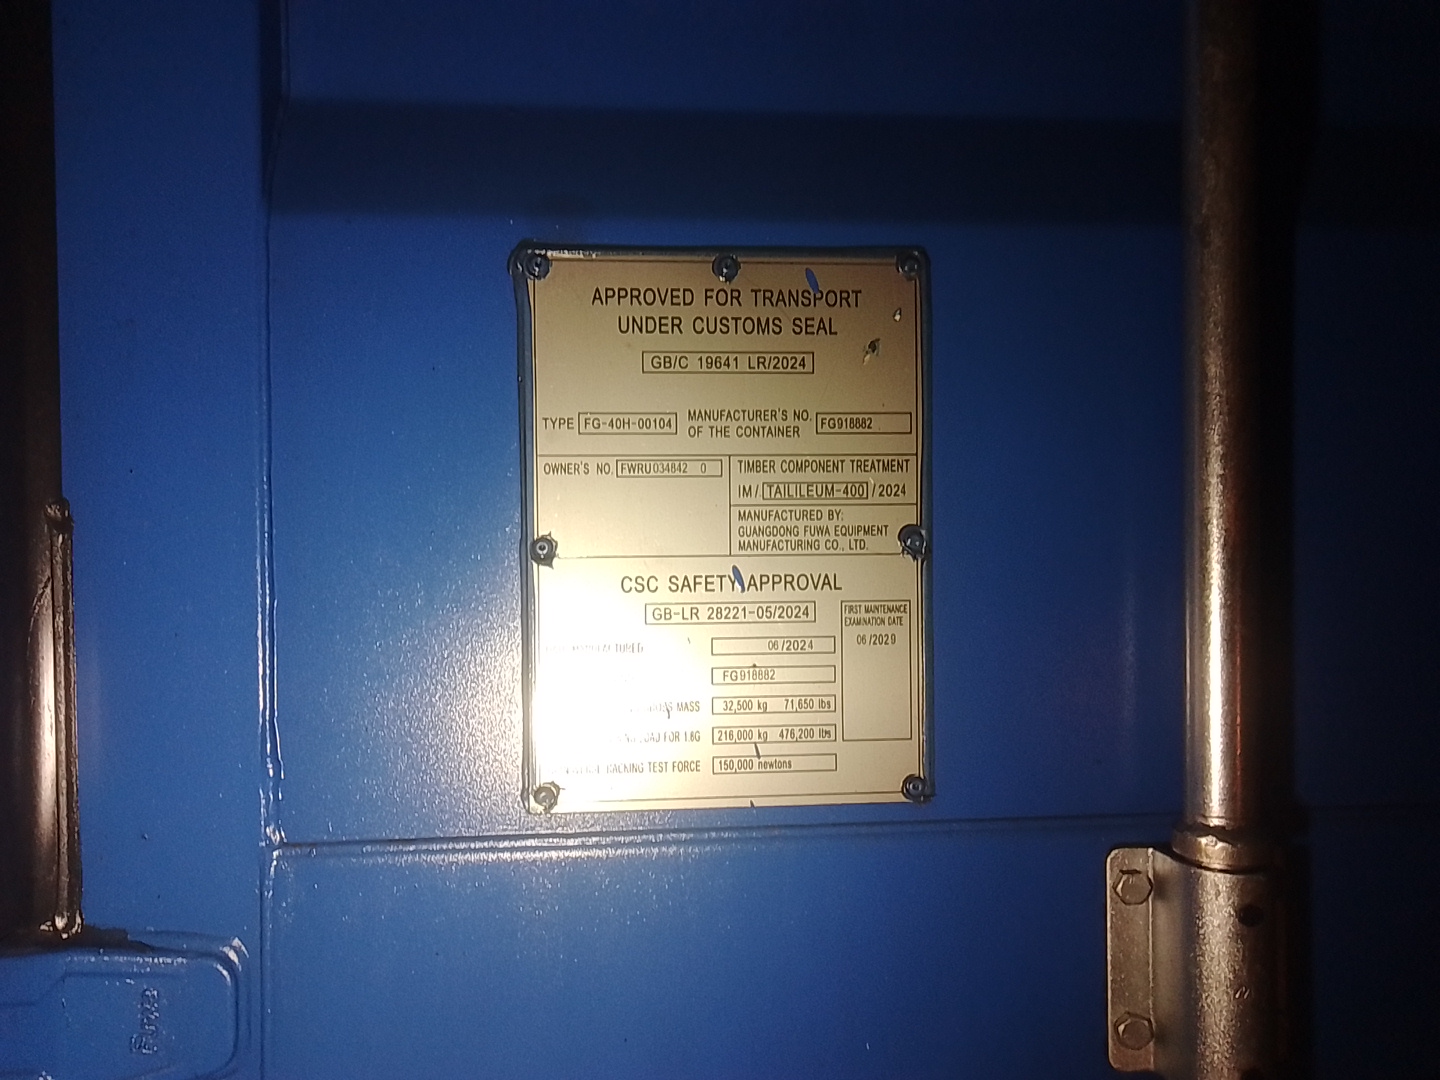 APPROVED FOR TRANSPORT
UNDER CUSTOMS SEAL
GB/C 19641 LR/2024
TYPE FG-40H-00104 MANUFACTURER'S NO.
OF THE CONTAINER FG918882
OWNER'S NO. FWRU034842 0
TIMBER COMPONENT TREATMENT
IM/ TAILILEUM-400 /2024
MANUFACTURED BY:
GUANGDONG FUWA EQUIPMENT
MANUFACTURING CO., LTD.
CSC SAFETY APPROVAL
GB-LR 28221-05/2024
FIRST MAINTENANCE
EXAMINATION DATE
06/2029
06/2024
FG918882
MASS 32,500 kg 71,650 lbs
FOR 1.8G 216,000 kg 476,200 lbs
RACKING TEST FORCE 150,000 newtons
Fuwa